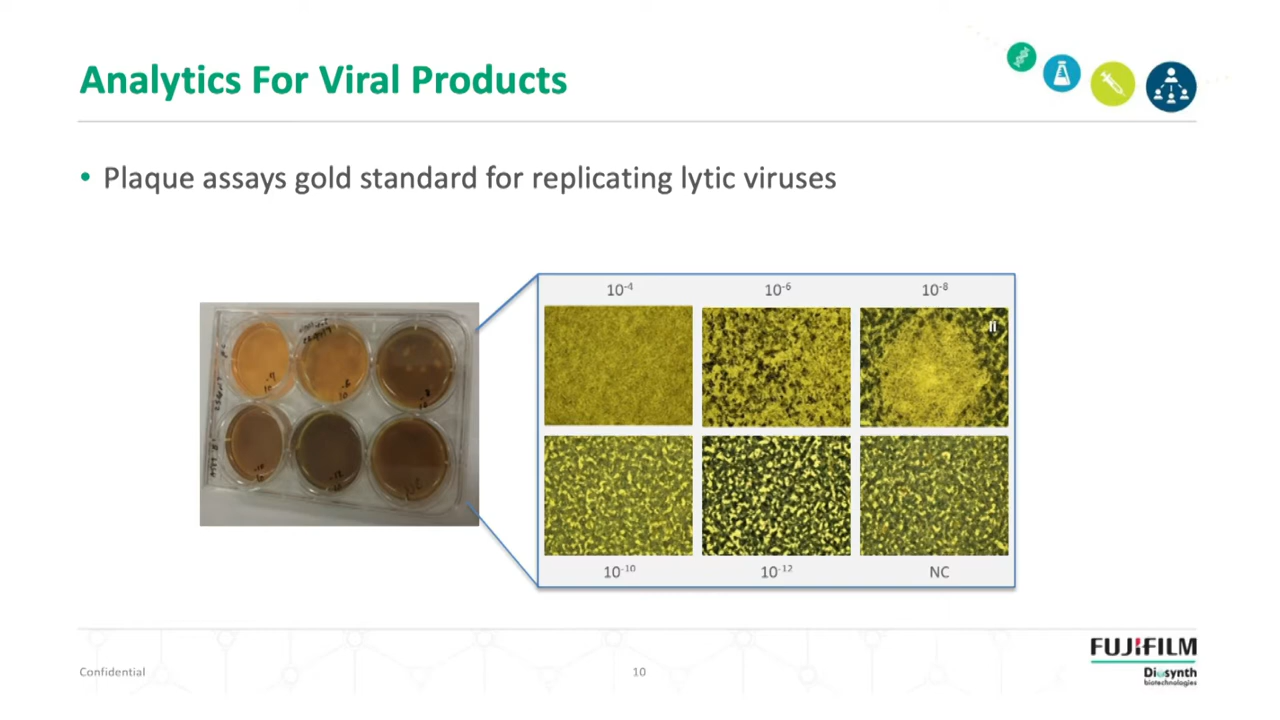 Analytics For Viral Products
• Plaque assays gold standard for replicating lytic viruses
10⁻⁴ 10⁻⁶ 10⁻⁸
10⁻¹⁰ 10⁻¹² NC
Confidential
10
FUJIFILM
Diosynth
biotechnologies